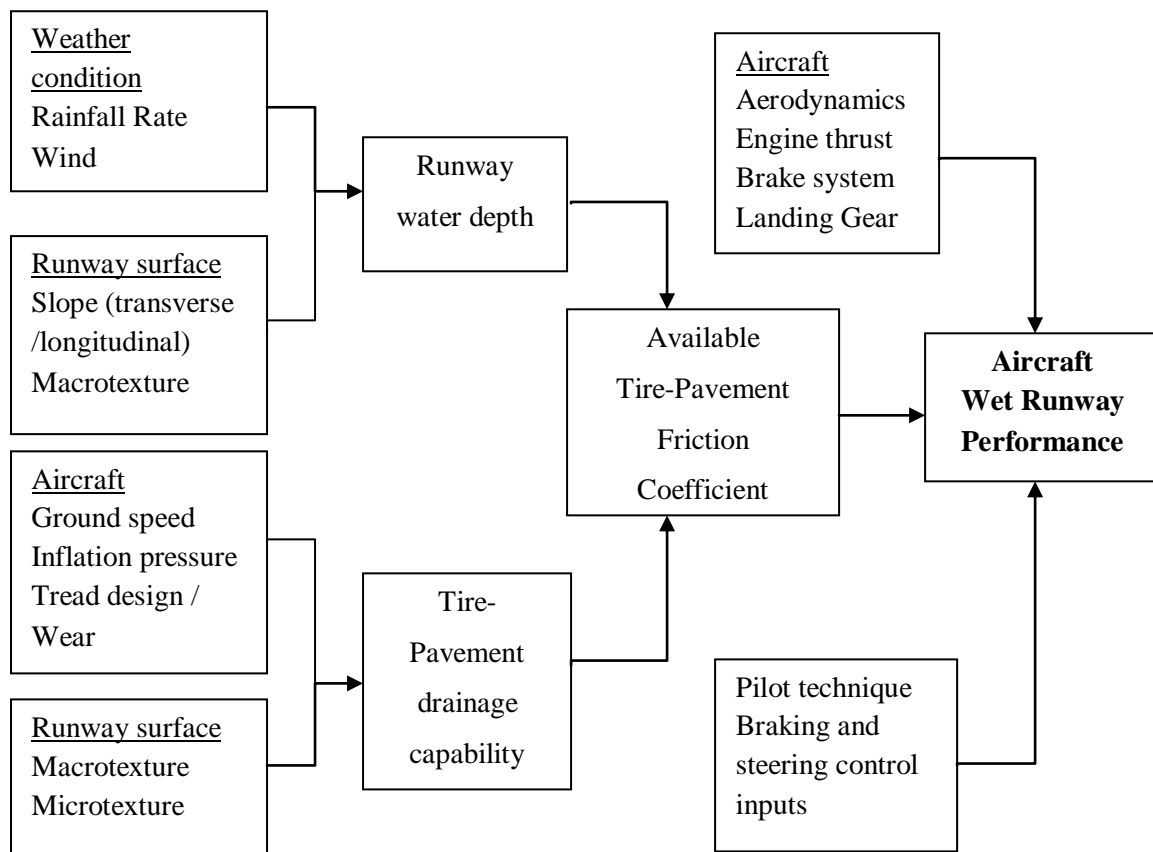 Weather
condition
Rainfall Rate
Wind
Runway surface
Slope (transverse
/longitudinal)
Macrotexture
Aircraft
Ground speed
Inflation pressure
Tread design /
Wear
Runway surface
Macrotexture
Microtexture
Runway
water depth
Tire-
Pavement
drainage
capability
Available
Tire-Pavement
Friction
Coefficient
Aircraft
Aerodynamics
Engine thrust
Brake system
Landing Gear
Aircraft
Wet Runway
Performance
Pilot technique
Braking and
steering control
inputs